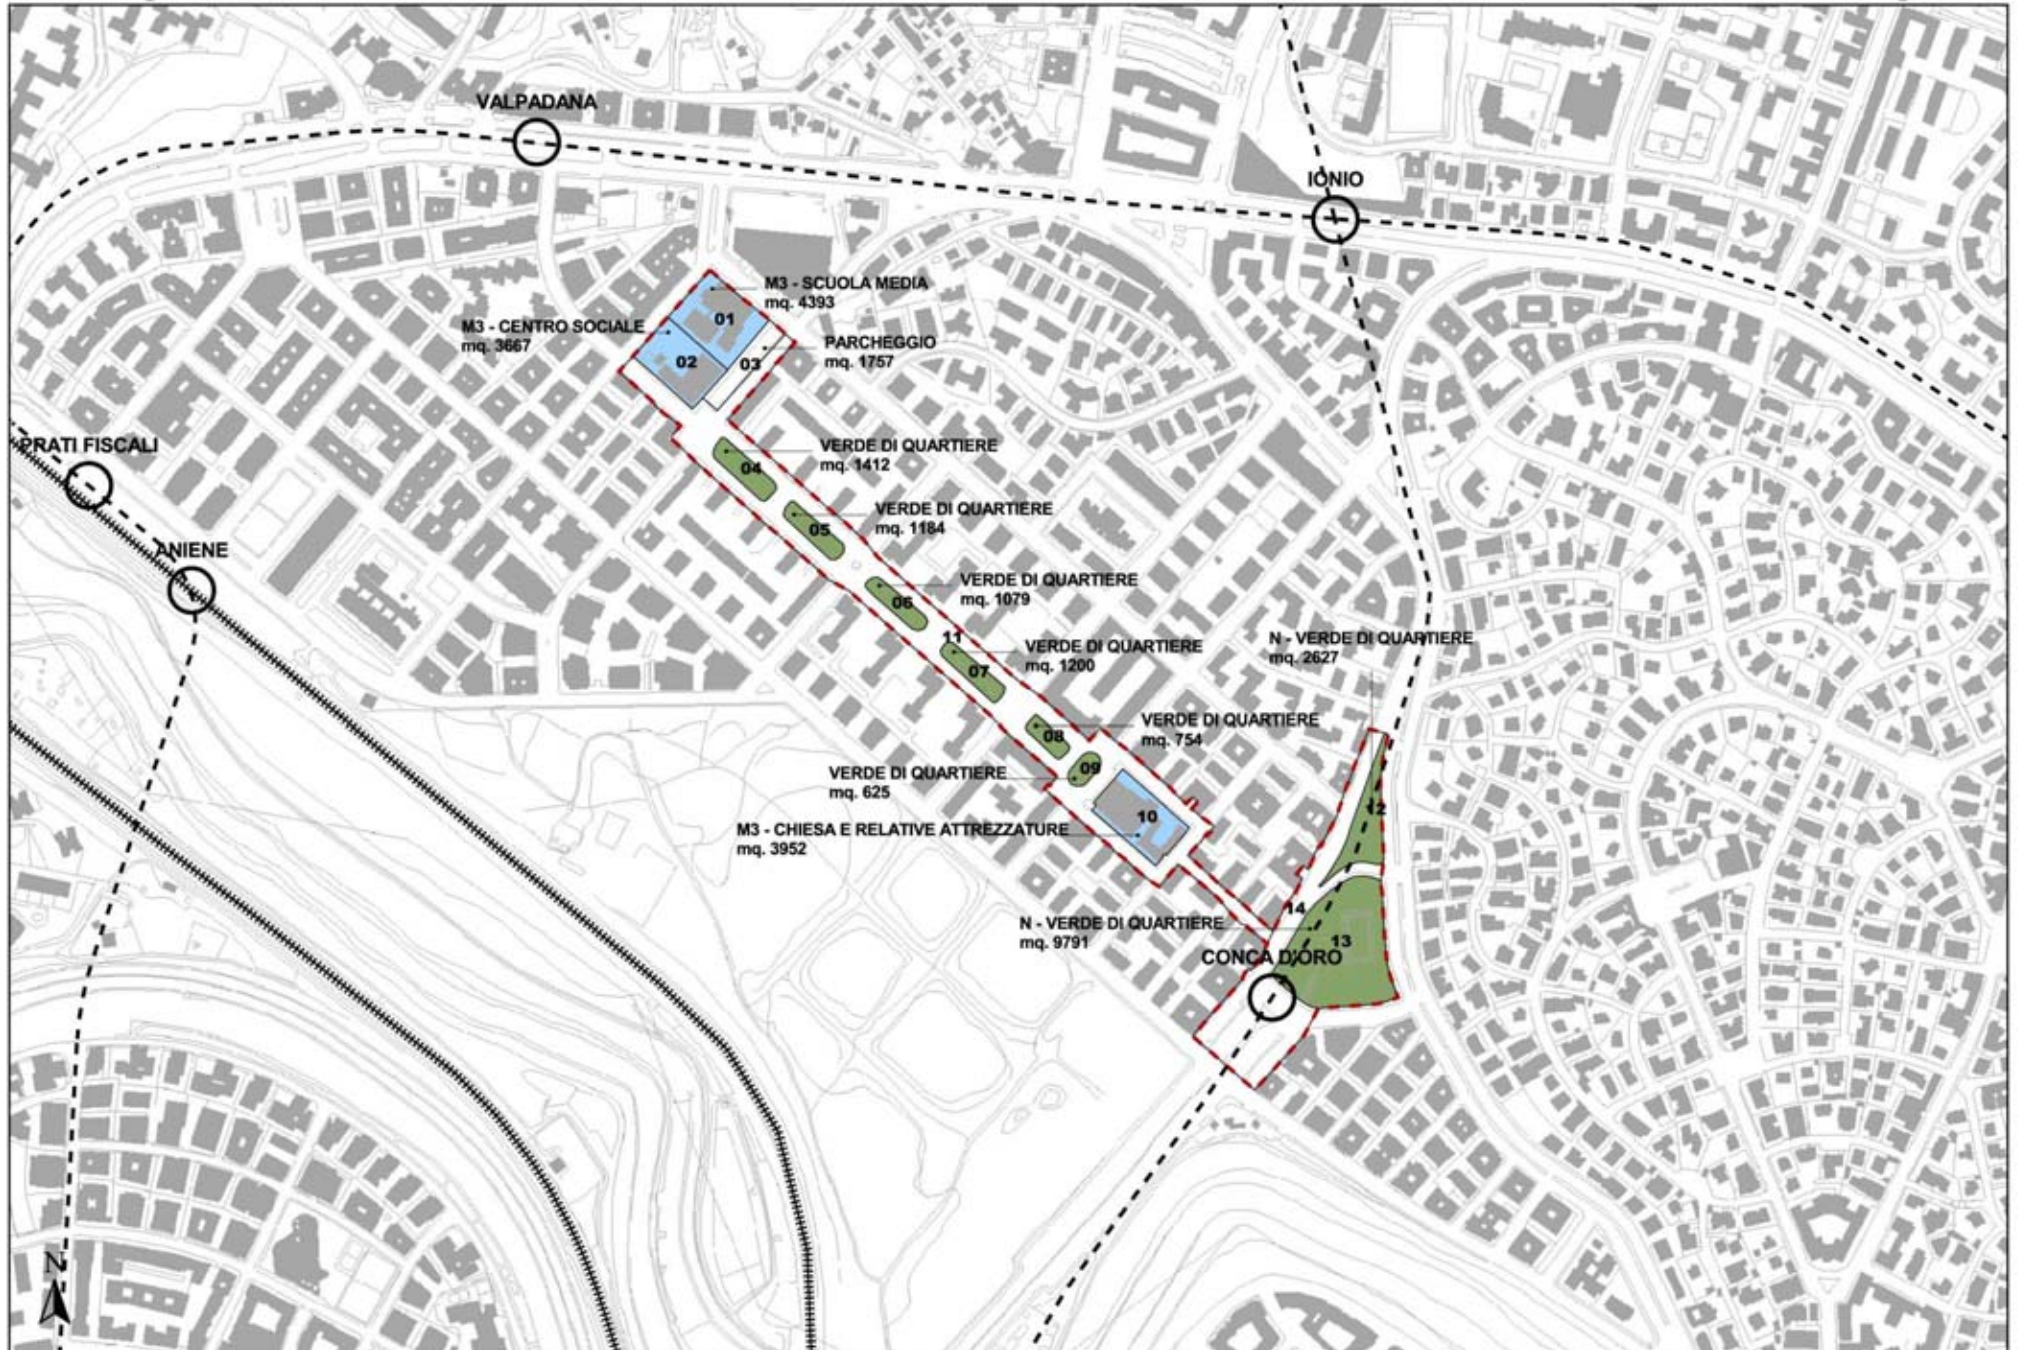 VALPADANA
IONIO
M3 - SCUOLA MEDIA
mq. 4393
01
M3 - CENTRO SOCIALE
mq. 3667
02
PARCHEGGIO
mq. 1757
03
PRATI FISCALI
VERDE DI QUARTIERE
mq. 1412
04
VERDE DI QUARTIERE
mq. 1184
05
ANIENE
VERDE DI QUARTIERE
mq. 1079
06
11
VERDE DI QUARTIERE
mq. 1200
07
N - VERDE DI QUARTIERE
mq. 2627
VERDE DI QUARTIERE
mq. 754
08
VERDE DI QUARTIERE
mq. 625
09
12
M3 - CHIESA E RELATIVE ATTREZZATURE
mq. 3952
10
14
N - VERDE DI QUARTIERE
mq. 9791
13
CONCA D'ORO
N